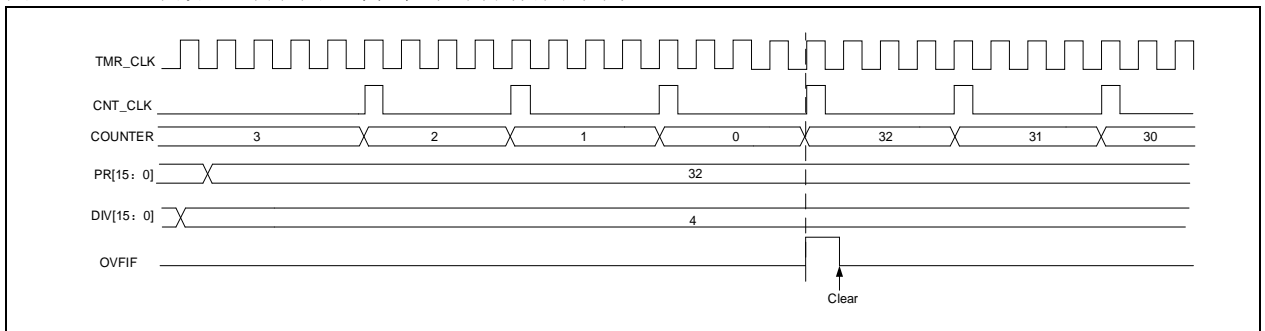 TMR_CLK
CNT_CLK
COUNTER 3 2 1 0 32 31 30
PR[15：0] 32
DIV[15：0] 4
OVFIF
Clear